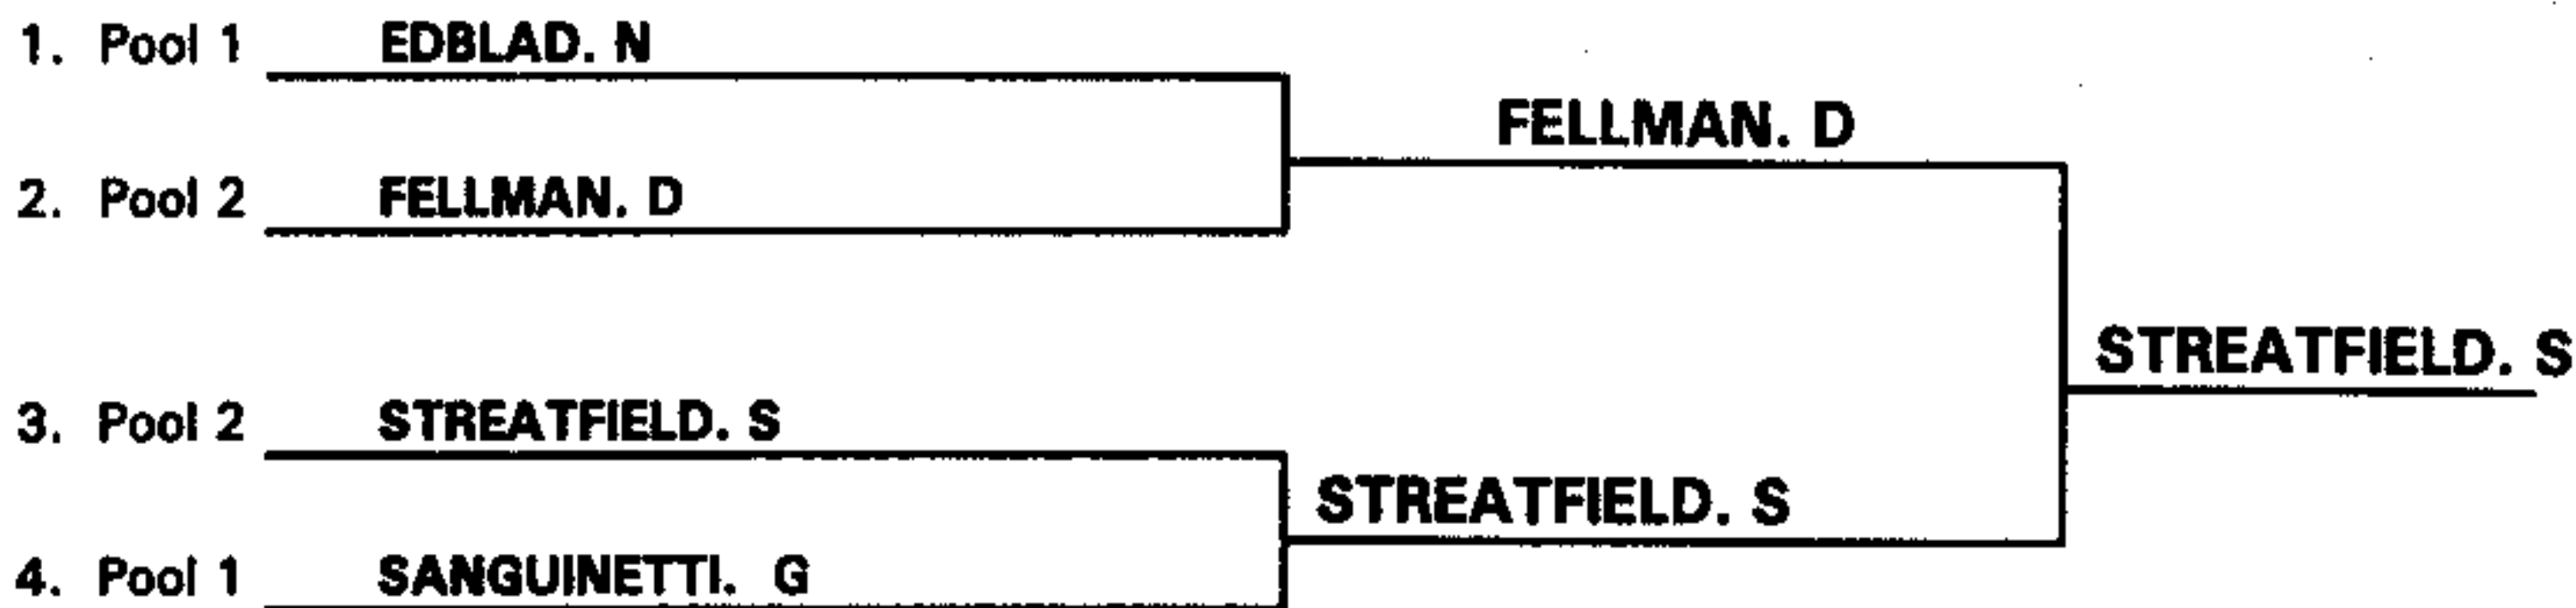 1. Pool 1 EDBLAD. N
FELLMAN. D
2. Pool 2 FELLMAN. D
STREATFIELD. S
3. Pool 2 STREATFIELD. S
STREATFIELD. S
4. Pool 1 SANGUINETTI. G